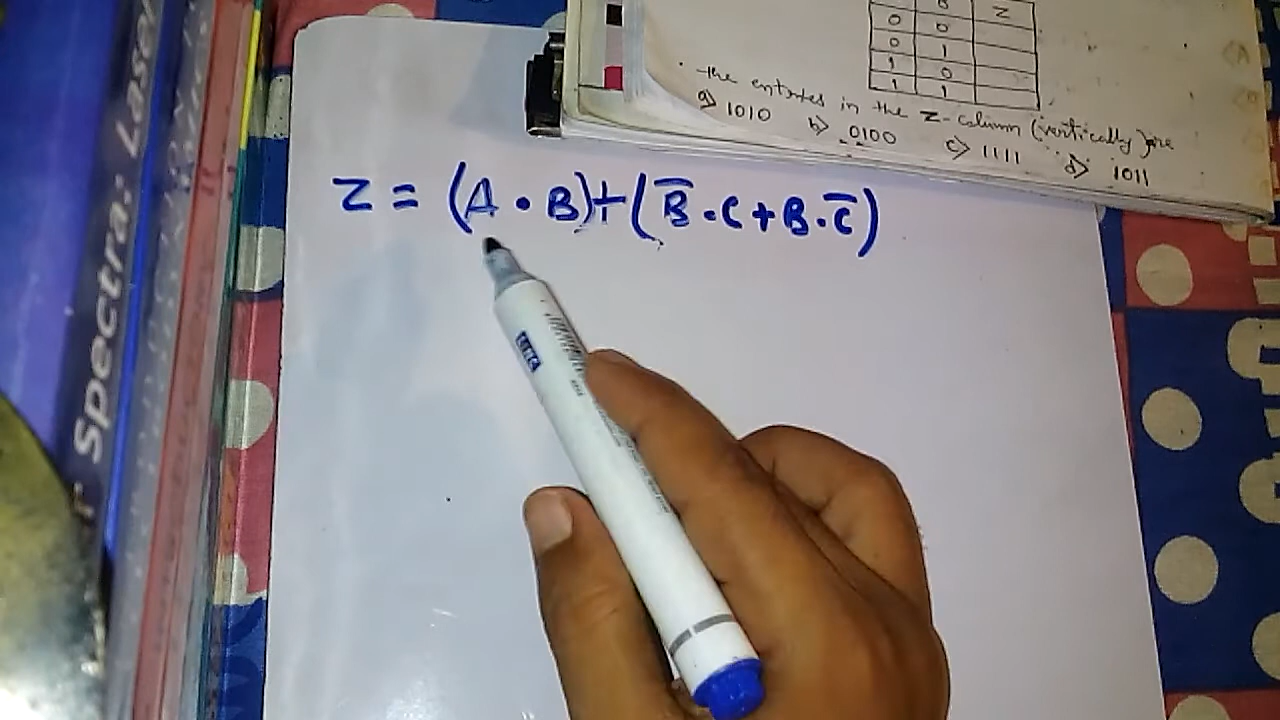 B Z
0 0
0 1
1 0
1 1
. The entries in the Z-column (vertically) are
a) 1010 b) 0100 c) 1111 d) 1011
Z = (A · B) + (B̅ · C + B · C̅)
r Spectra: Laser